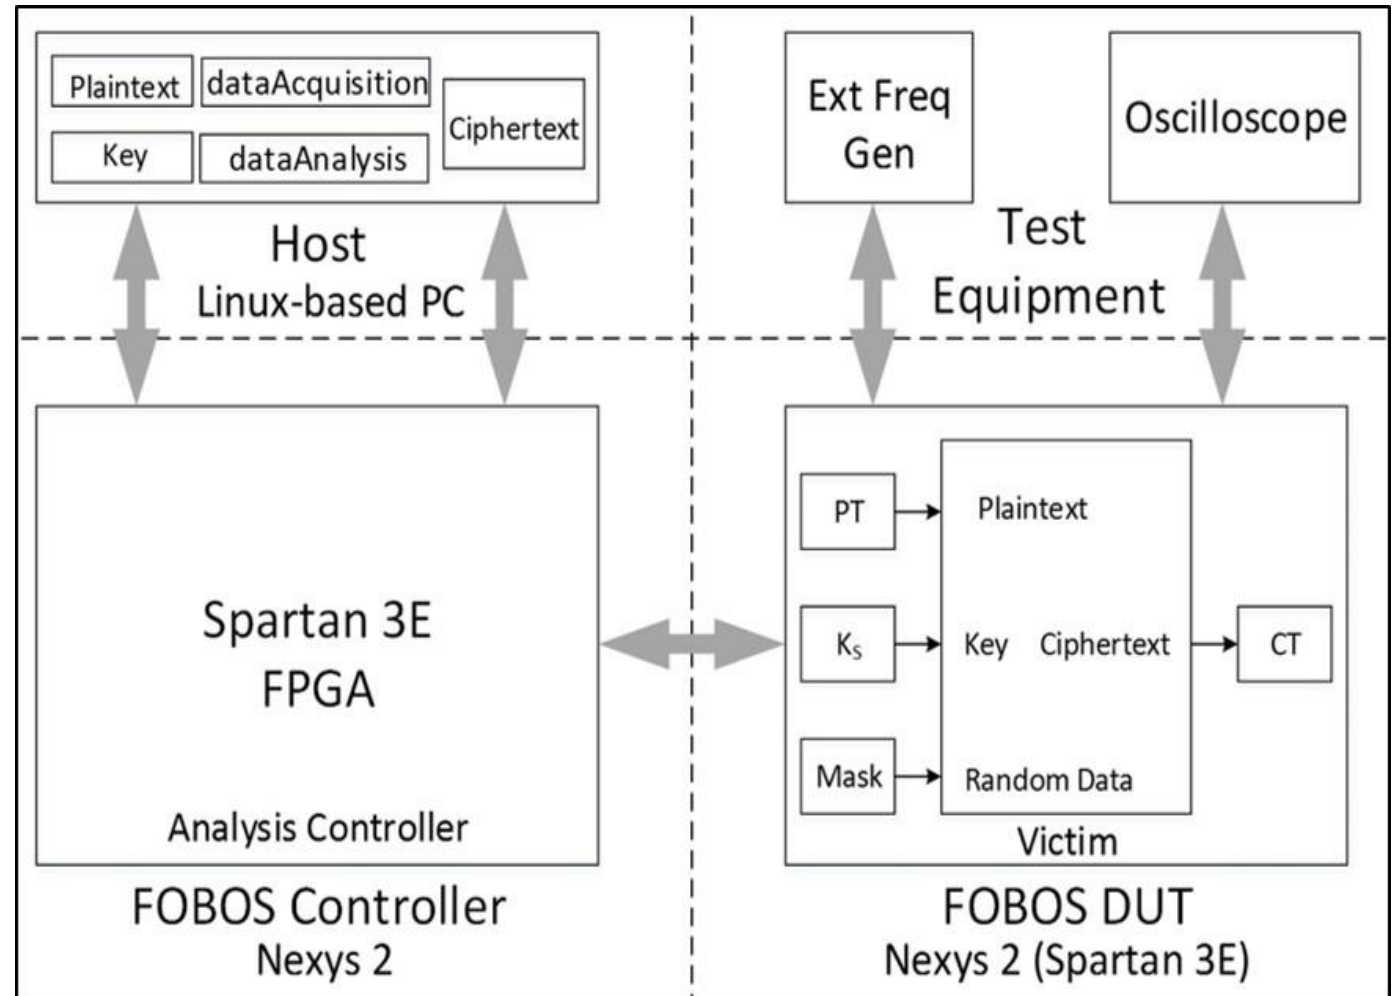 Plaintext
dataAcquisition
Ciphertext
Key
dataAnalysis
Host
Linux-based PC
Ext Freq
Gen
Oscilloscope
Test
Equipment
Spartan 3E
FPGA
Analysis Controller
FOBOS Controller
Nexys 2
PT
Plaintext
Ks
Key
Ciphertext
CT
Mask
Random Data
Victim
FOBOS DUT
Nexys 2 (Spartan 3E)